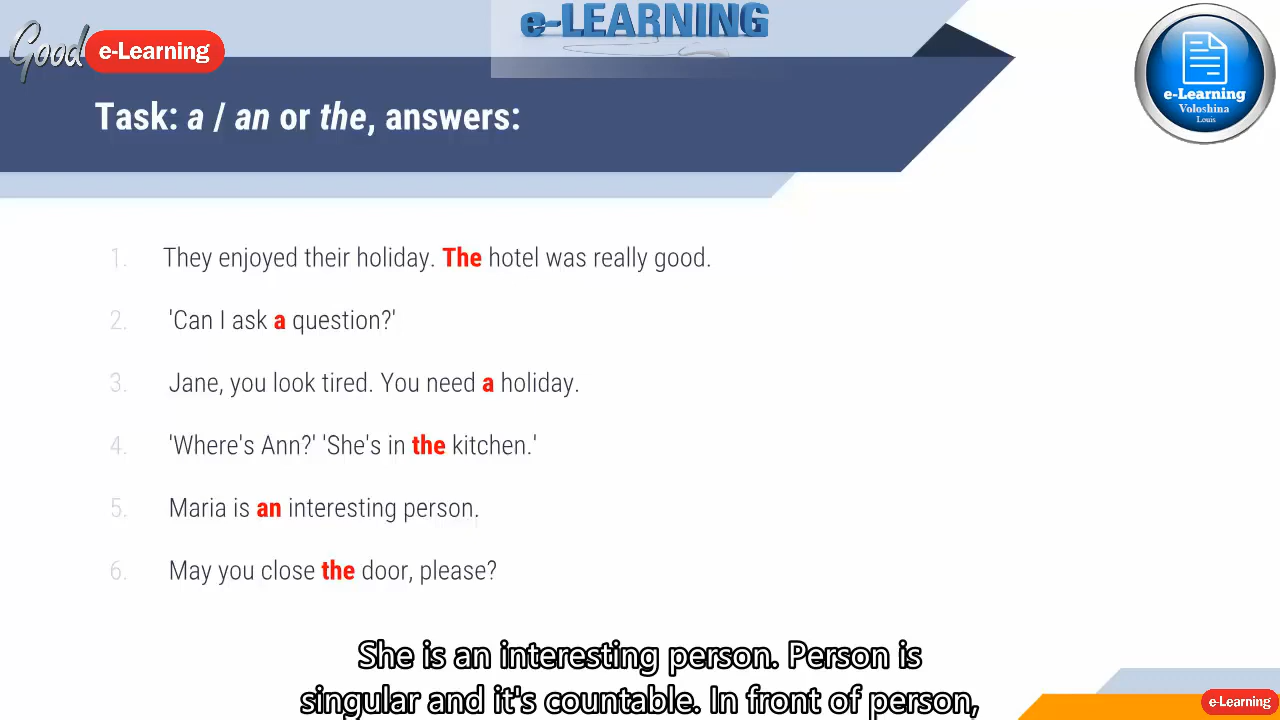 e-LEARNING
Good e-Learning
e-Learning
Voloshina
Louis
Task: a / an or the, answers:
1. They enjoyed their holiday. The hotel was really good.
2. 'Can I ask a question?'
3. Jane, you look tired. You need a holiday.
4. 'Where's Ann?' 'She's in the kitchen.'
5. Maria is an interesting person.
6. May you close the door, please?
She is an interesting person. Person is
singular and it's countable. In front of person,
e-Learning